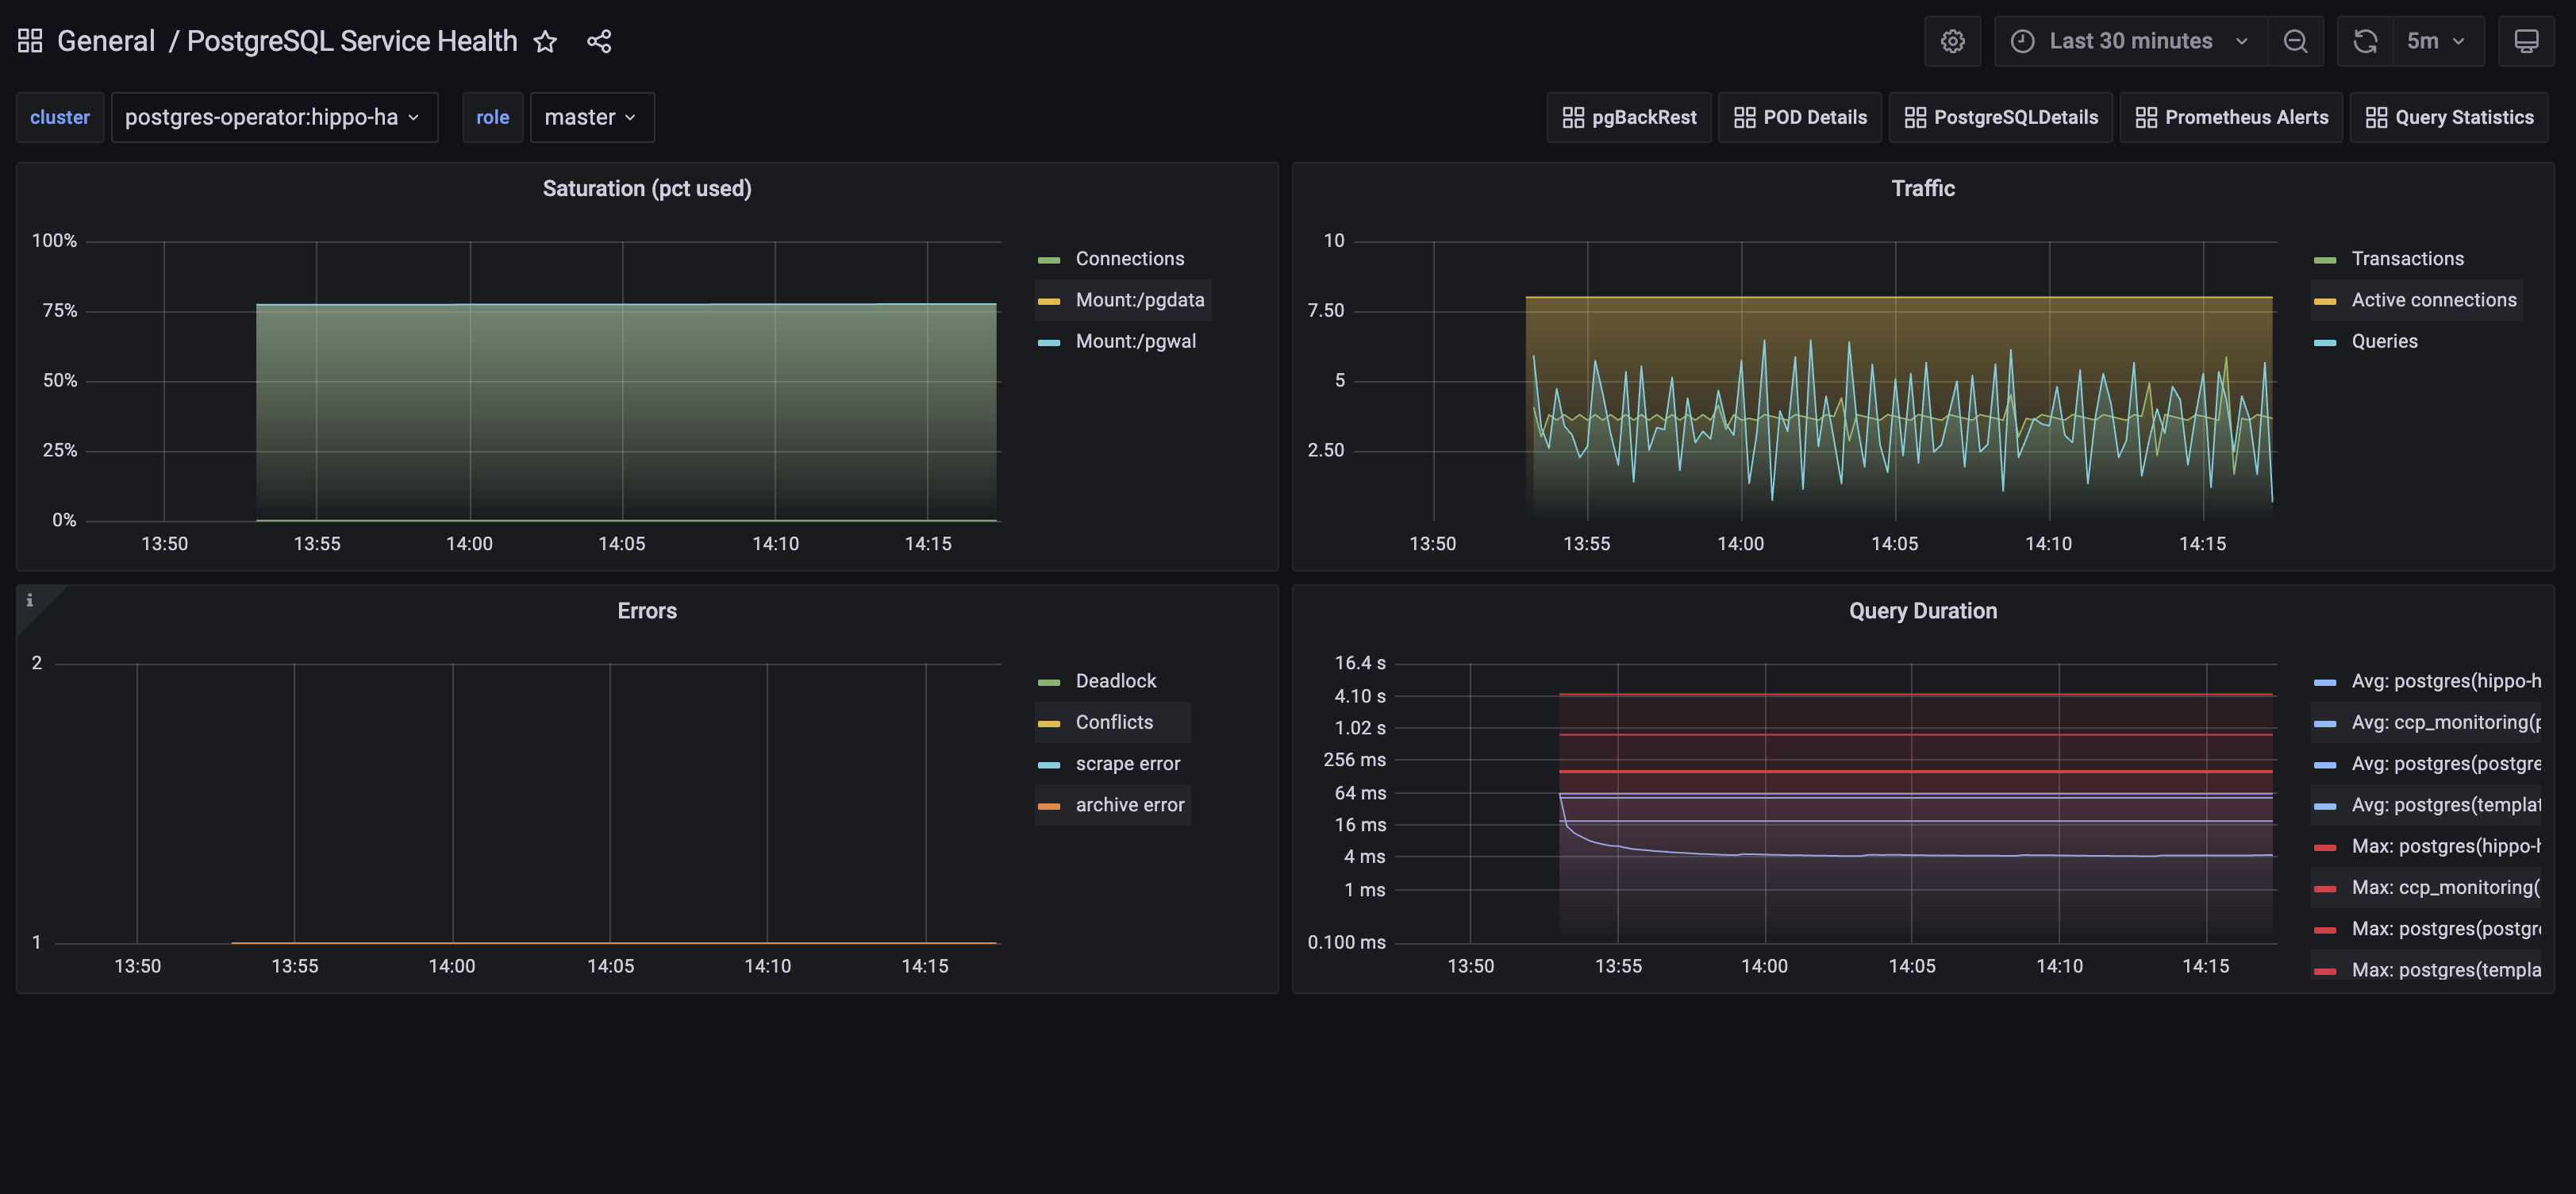 General / PostgreSQL Service Health
Last 30 minutes
5m
cluster
postgres-operator:hippo-ha
role
master
pgBackRest
POD Details
PostgreSQLDetails
Prometheus Alerts
Query Statistics
Saturation (pct used)
100%
75%
50%
25%
0%
13:50 13:55 14:00 14:05 14:10 14:15
Connections
Mount:/pgdata
Mount:/pgwal
Traffic
10
7.50
5
2.50
13:50 13:55 14:00 14:05 14:10 14:15
Transactions
Active connections
Queries
i
Errors
2
1
13:50 13:55 14:00 14:05 14:10 14:15
Deadlock
Conflicts
scrape error
archive error
Query Duration
16.4 s
4.10 s
1.02 s
256 ms
64 ms
16 ms
4 ms
1 ms
0.100 ms
13:50 13:55 14:00 14:05 14:10 14:15
Avg: postgres(hippo-h
Avg: ccp_monitoring(p
Avg: postgres(postgre
Avg: postgres(templat
Max: postgres(hippo-h
Max: ccp_monitoring(
Max: postgres(postgr
Max: postgres(templa